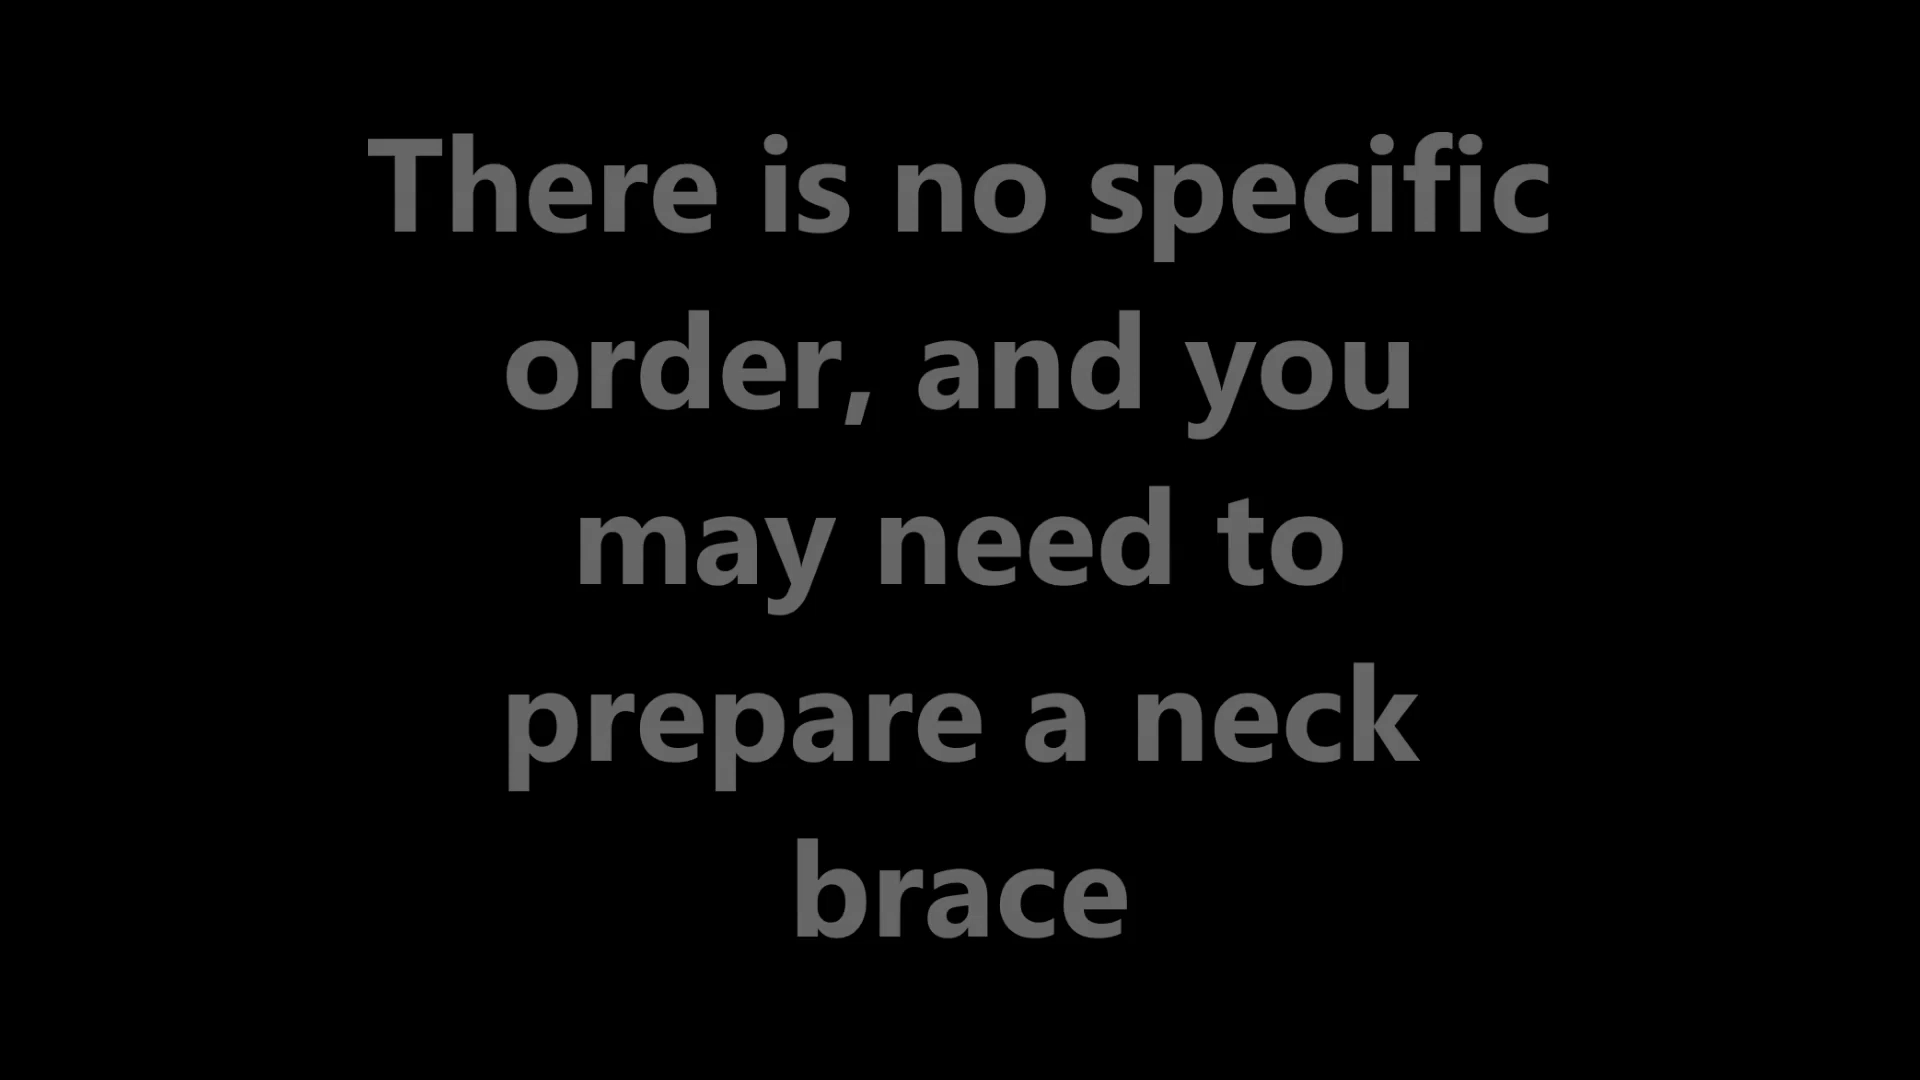 There is no specific
order, and you
may need to
prepare a neck
brace